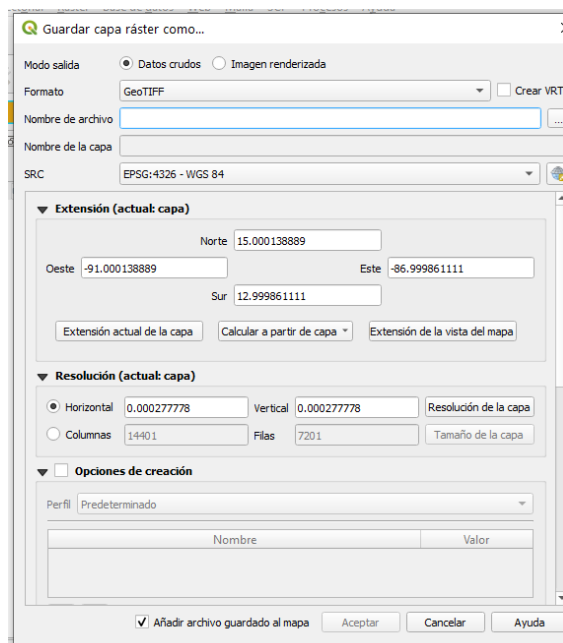 Guardar capa ráster como...
Modo salida Datos crudos Imagen renderizada
Formato GeoTIFF Crear VRT
Nombre de archivo ...
Nombre de la capa
SRC EPSG:4326 - WGS 84
Extensión (actual: capa)
Norte 15.000138889
Oeste -91.000138889 Este -86.999861111
Sur 12.999861111
Extensión actual de la capa Calcular a partir de capa Extensión de la vista del mapa
Resolución (actual: capa)
Horizontal 0.000277778 Vertical 0.000277778 Resolución de la capa
Columnas 14401 Filas 7201 Tamaño de la capa
Opciones de creación
Perfil Predeterminado
Nombre Valor
Añadir archivo guardado al mapa Aceptar Cancelar Ayuda